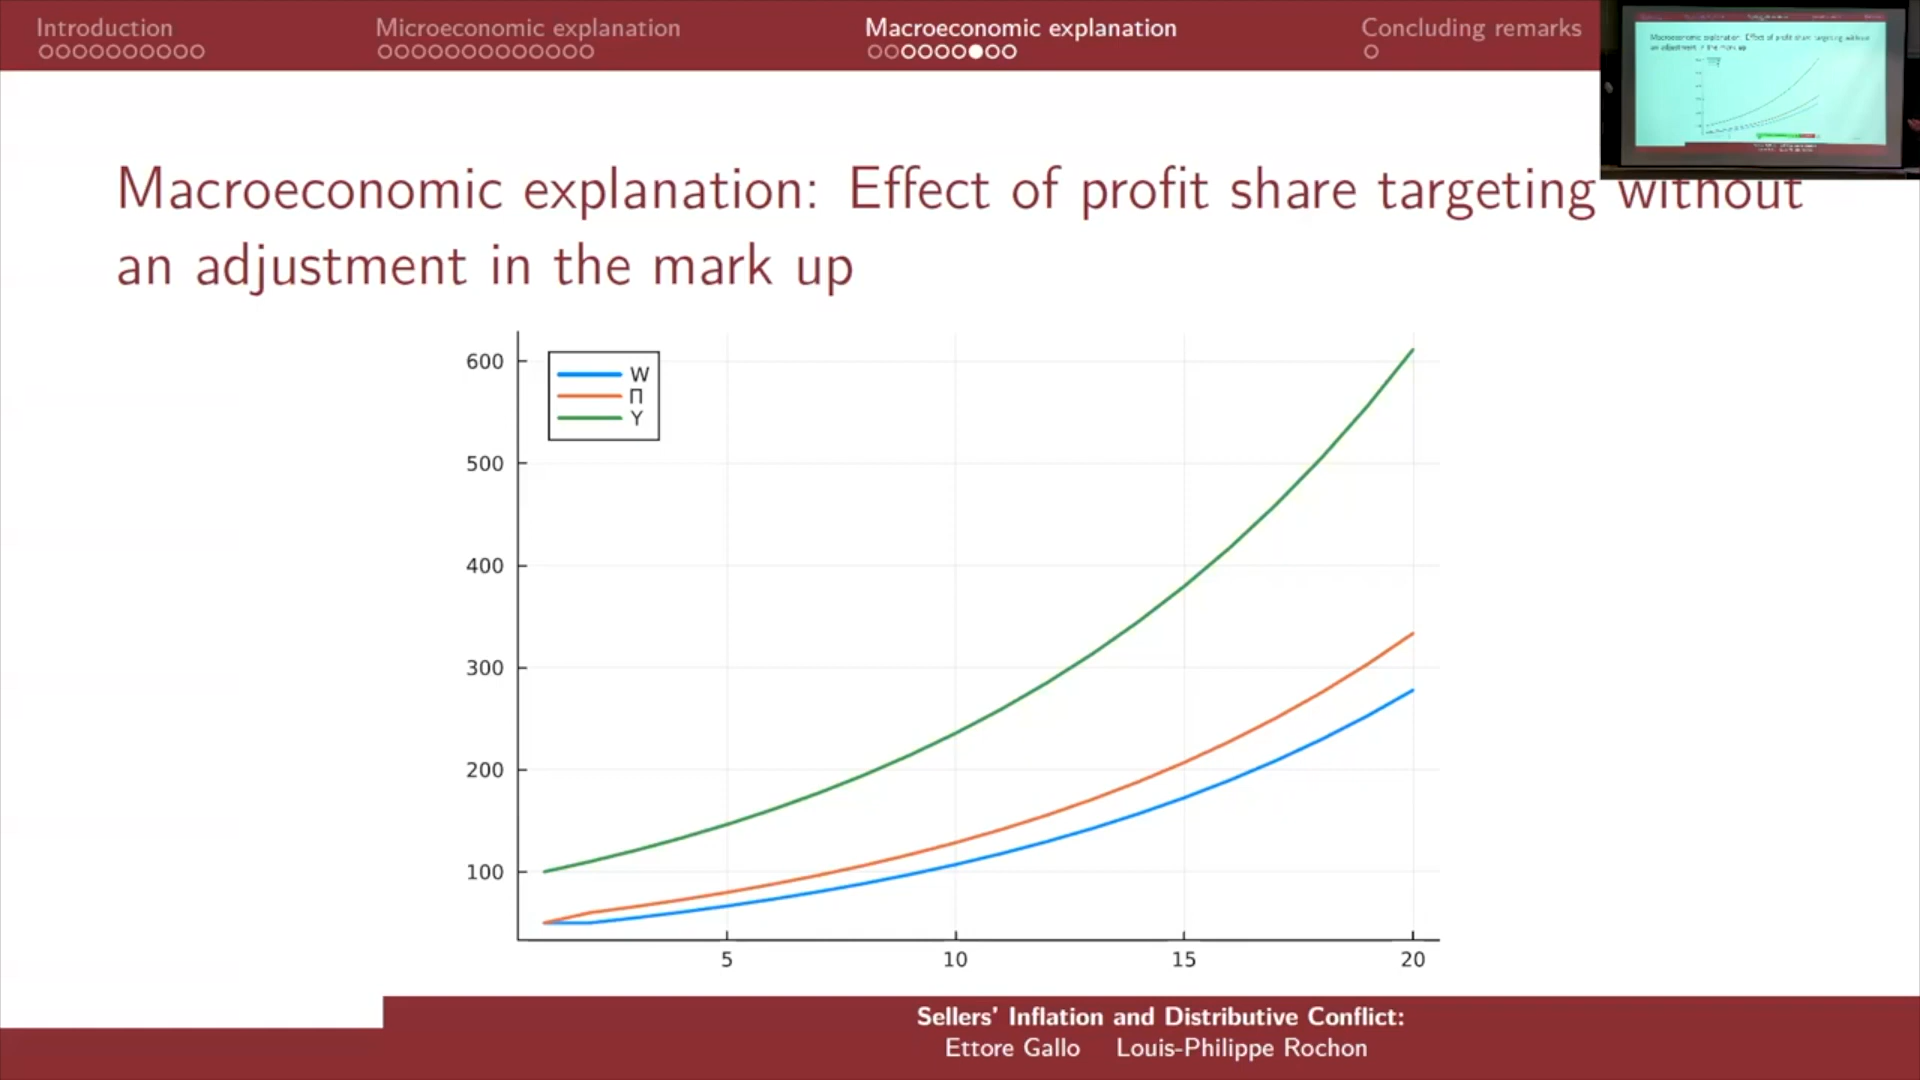 Introduction
Microeconomic explanation
Macroeconomic explanation
Concluding remarks
Macroeconomic explanation: Effect of profit share targeting without
an adjustment in the mark up
W
Π
Y
600
500
400
300
200
100
5
10
15
20
Sellers' Inflation and Distributive Conflict:
Ettore Gallo Louis-Philippe Rochon